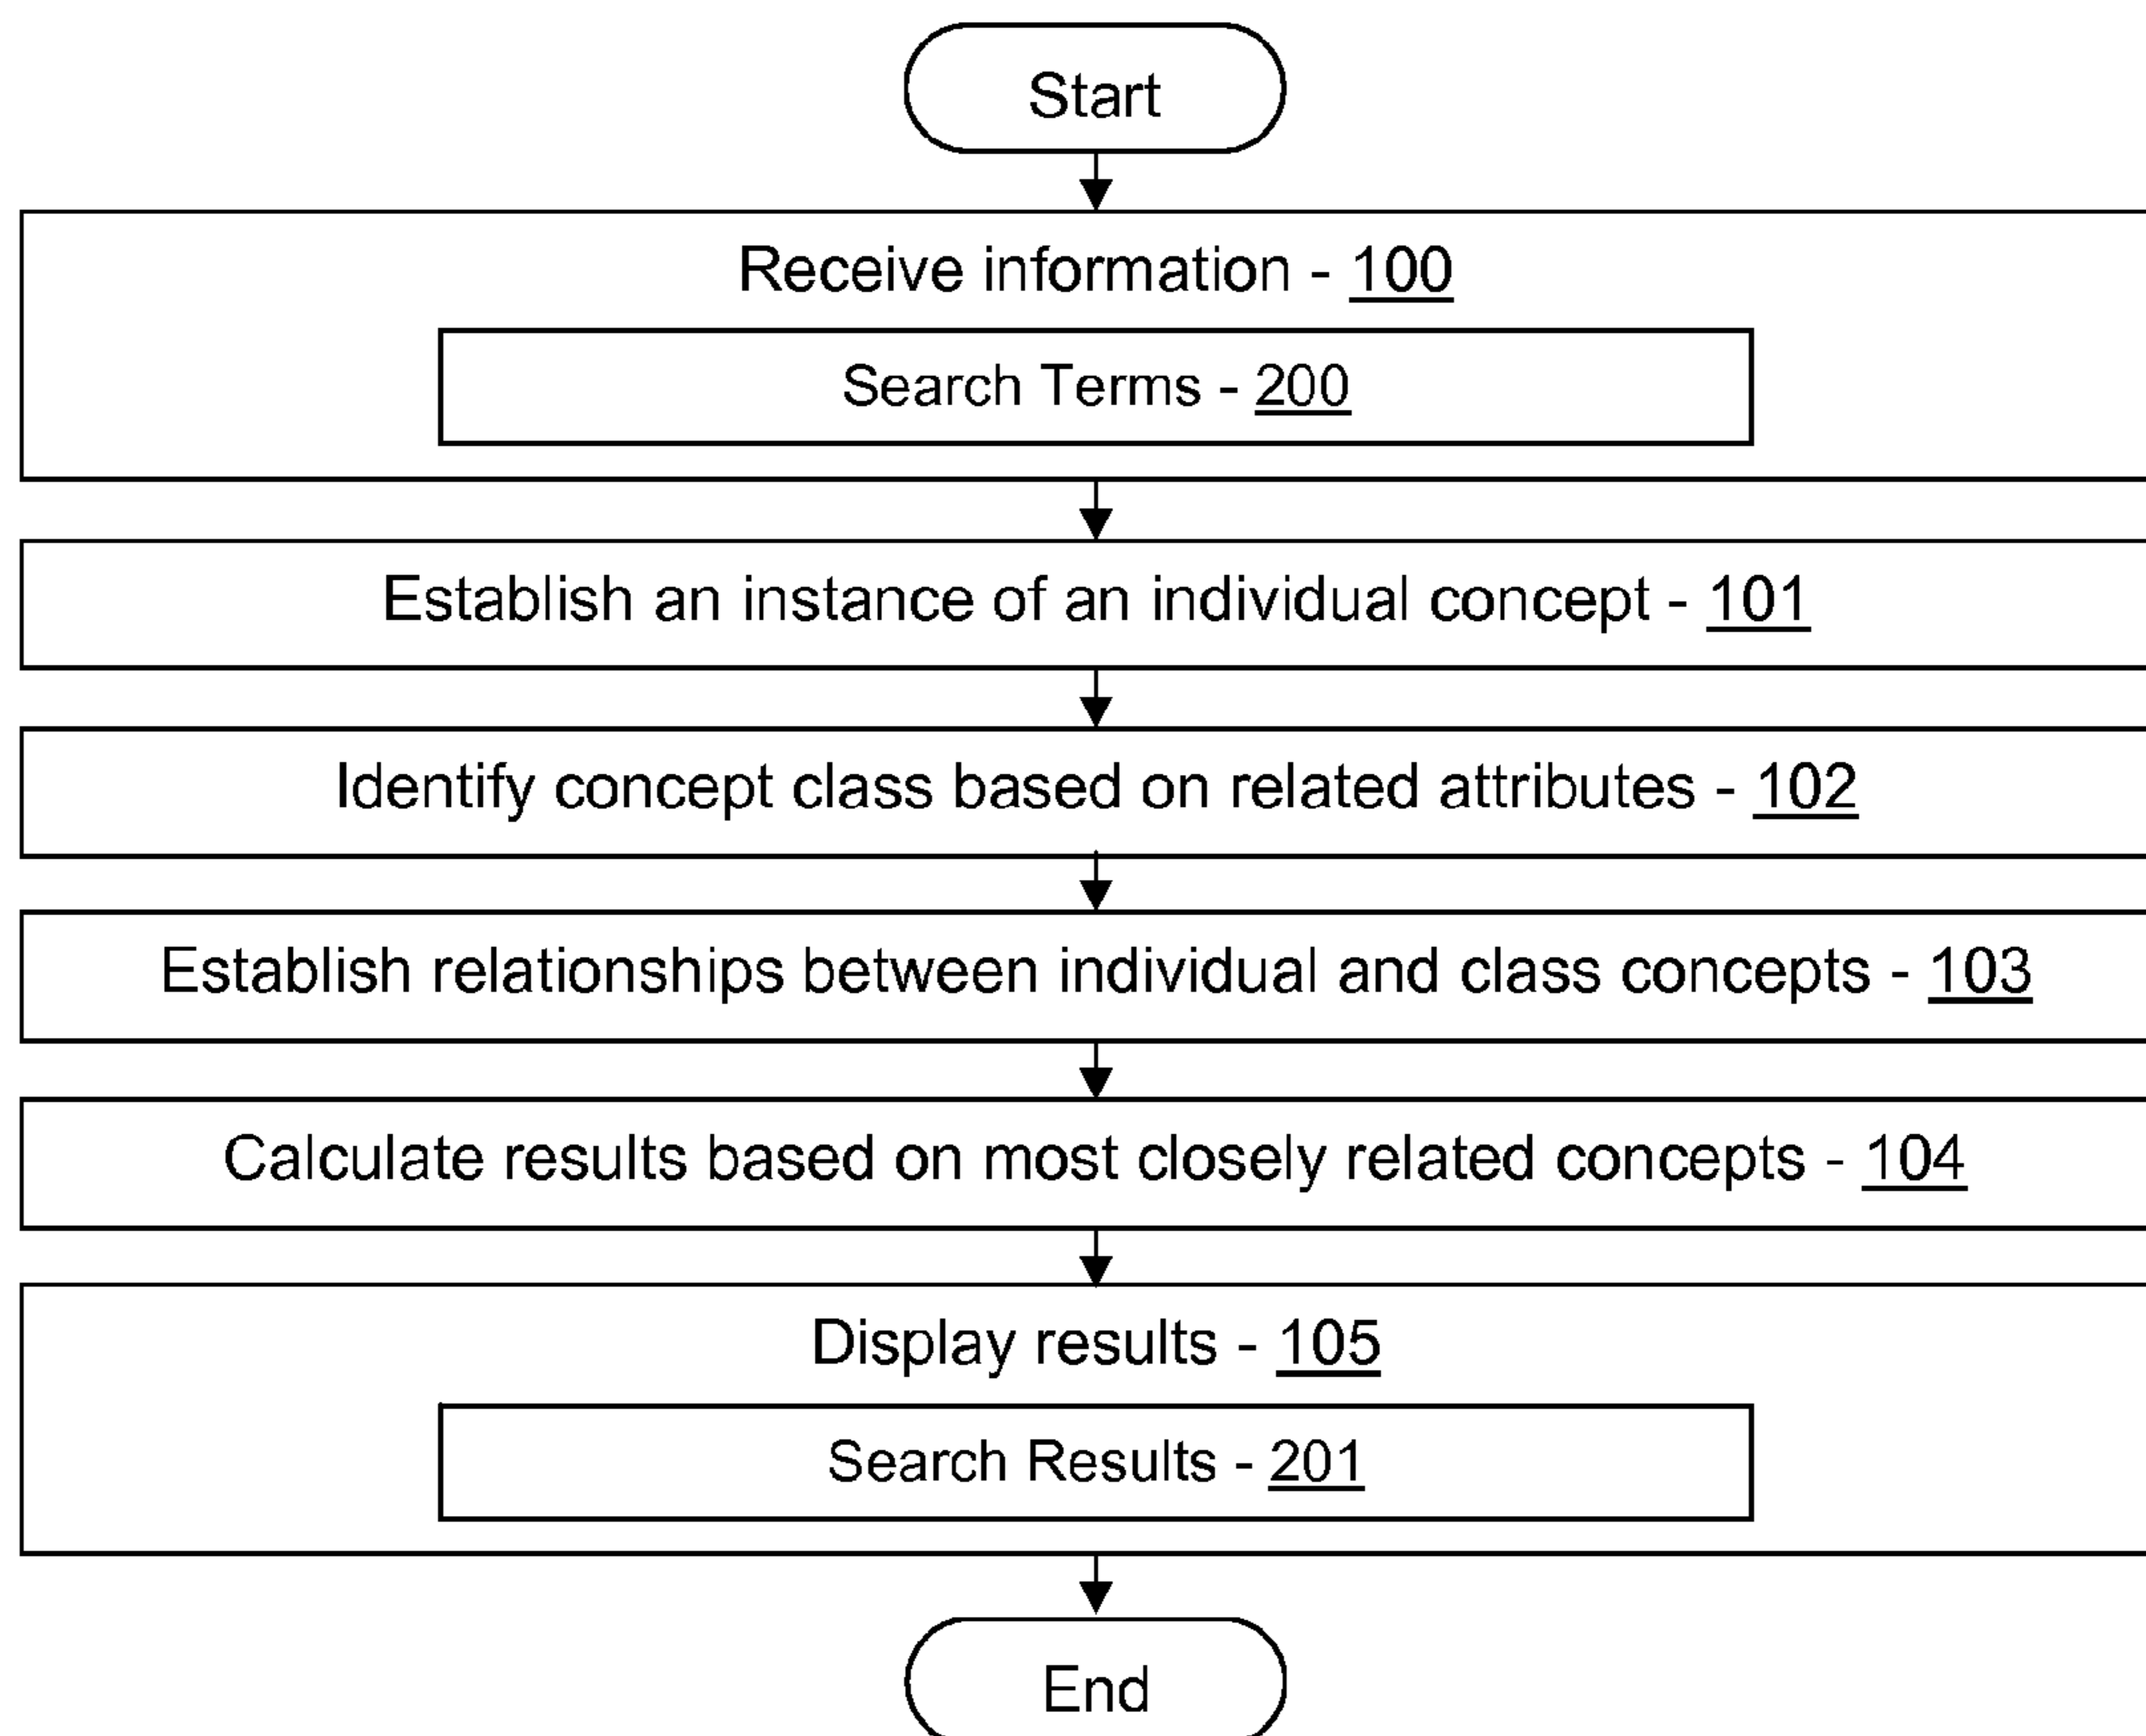 Start
Receive information - 100
Search Terms - 200
Establish an instance of an individual concept - 101
Identify concept class based on related attributes - 102
Establish relationships between individual and class concepts - 103
Calculate results based on most closely related concepts - 104
Display results - 105
Search Results - 201
End